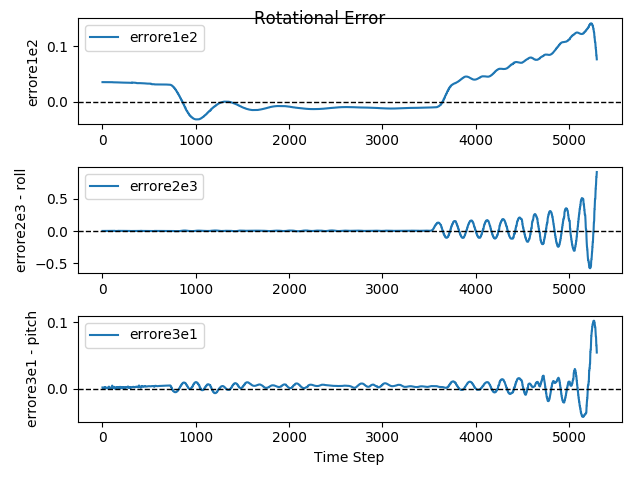 Rotational Error
errore1e2
errore1e2
0.1
0.0
0 1000 2000 3000 4000 5000
errore2e3 - roll
errore2e3
0.5
0.0
−0.5
0 1000 2000 3000 4000 5000
errore3e1 - pitch
errore3e1
0.1
0.0
0 1000 2000 3000 4000 5000
Time Step